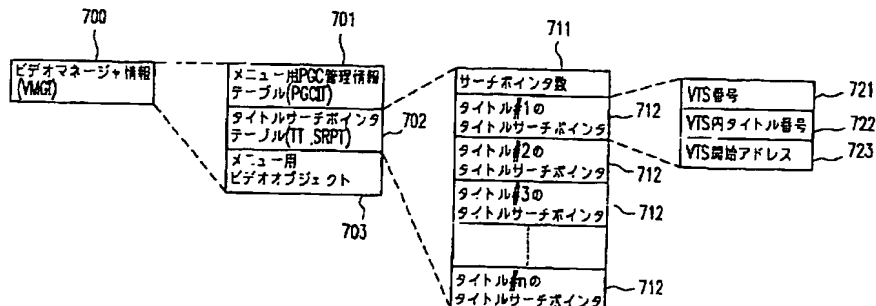 700
ビデオマネージャ情報
(VMGI)
701
メニュー用PGC管理情報
テーブル(PGCIT)
タイトルサーチポインタ
テーブル(TT_SRPT)
702
メニュー用
ビデオオブジェクト
703
711
サーチポインタ数
タイトル#1の
タイトルサーチポインタ
712
タイトル#2の
タイトルサーチポインタ
712
タイトル#3の
タイトルサーチポインタ
712
タイトル#nの
タイトルサーチポインタ
712
VTS番号
721
VTS内タイトル番号
722
VTS開始アドレス
723